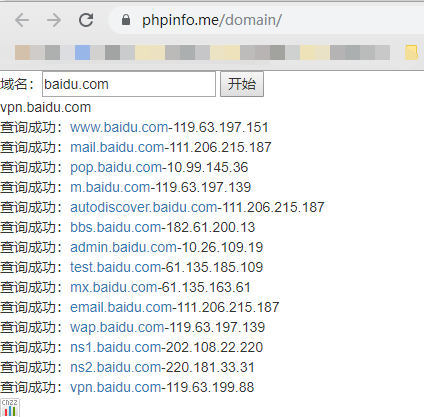 phpinfo.me/domain/
域名：baidu.com 开始
vpn.baidu.com
查询成功：www.baidu.com-119.63.197.151
查询成功：mail.baidu.com-111.206.215.187
查询成功：pop.baidu.com-10.99.145.36
查询成功：m.baidu.com-119.63.197.139
查询成功：autodiscover.baidu.com-111.206.215.187
查询成功：bbs.baidu.com-182.61.200.13
查询成功：admin.baidu.com-10.26.109.19
查询成功：test.baidu.com-61.135.185.109
查询成功：mx.baidu.com-61.135.163.61
查询成功：email.baidu.com-111.206.215.187
查询成功：wap.baidu.com-119.63.197.139
查询成功：ns1.baidu.com-202.108.22.220
查询成功：ns2.baidu.com-220.181.33.31
查询成功：vpn.baidu.com-119.63.199.88
cnzz